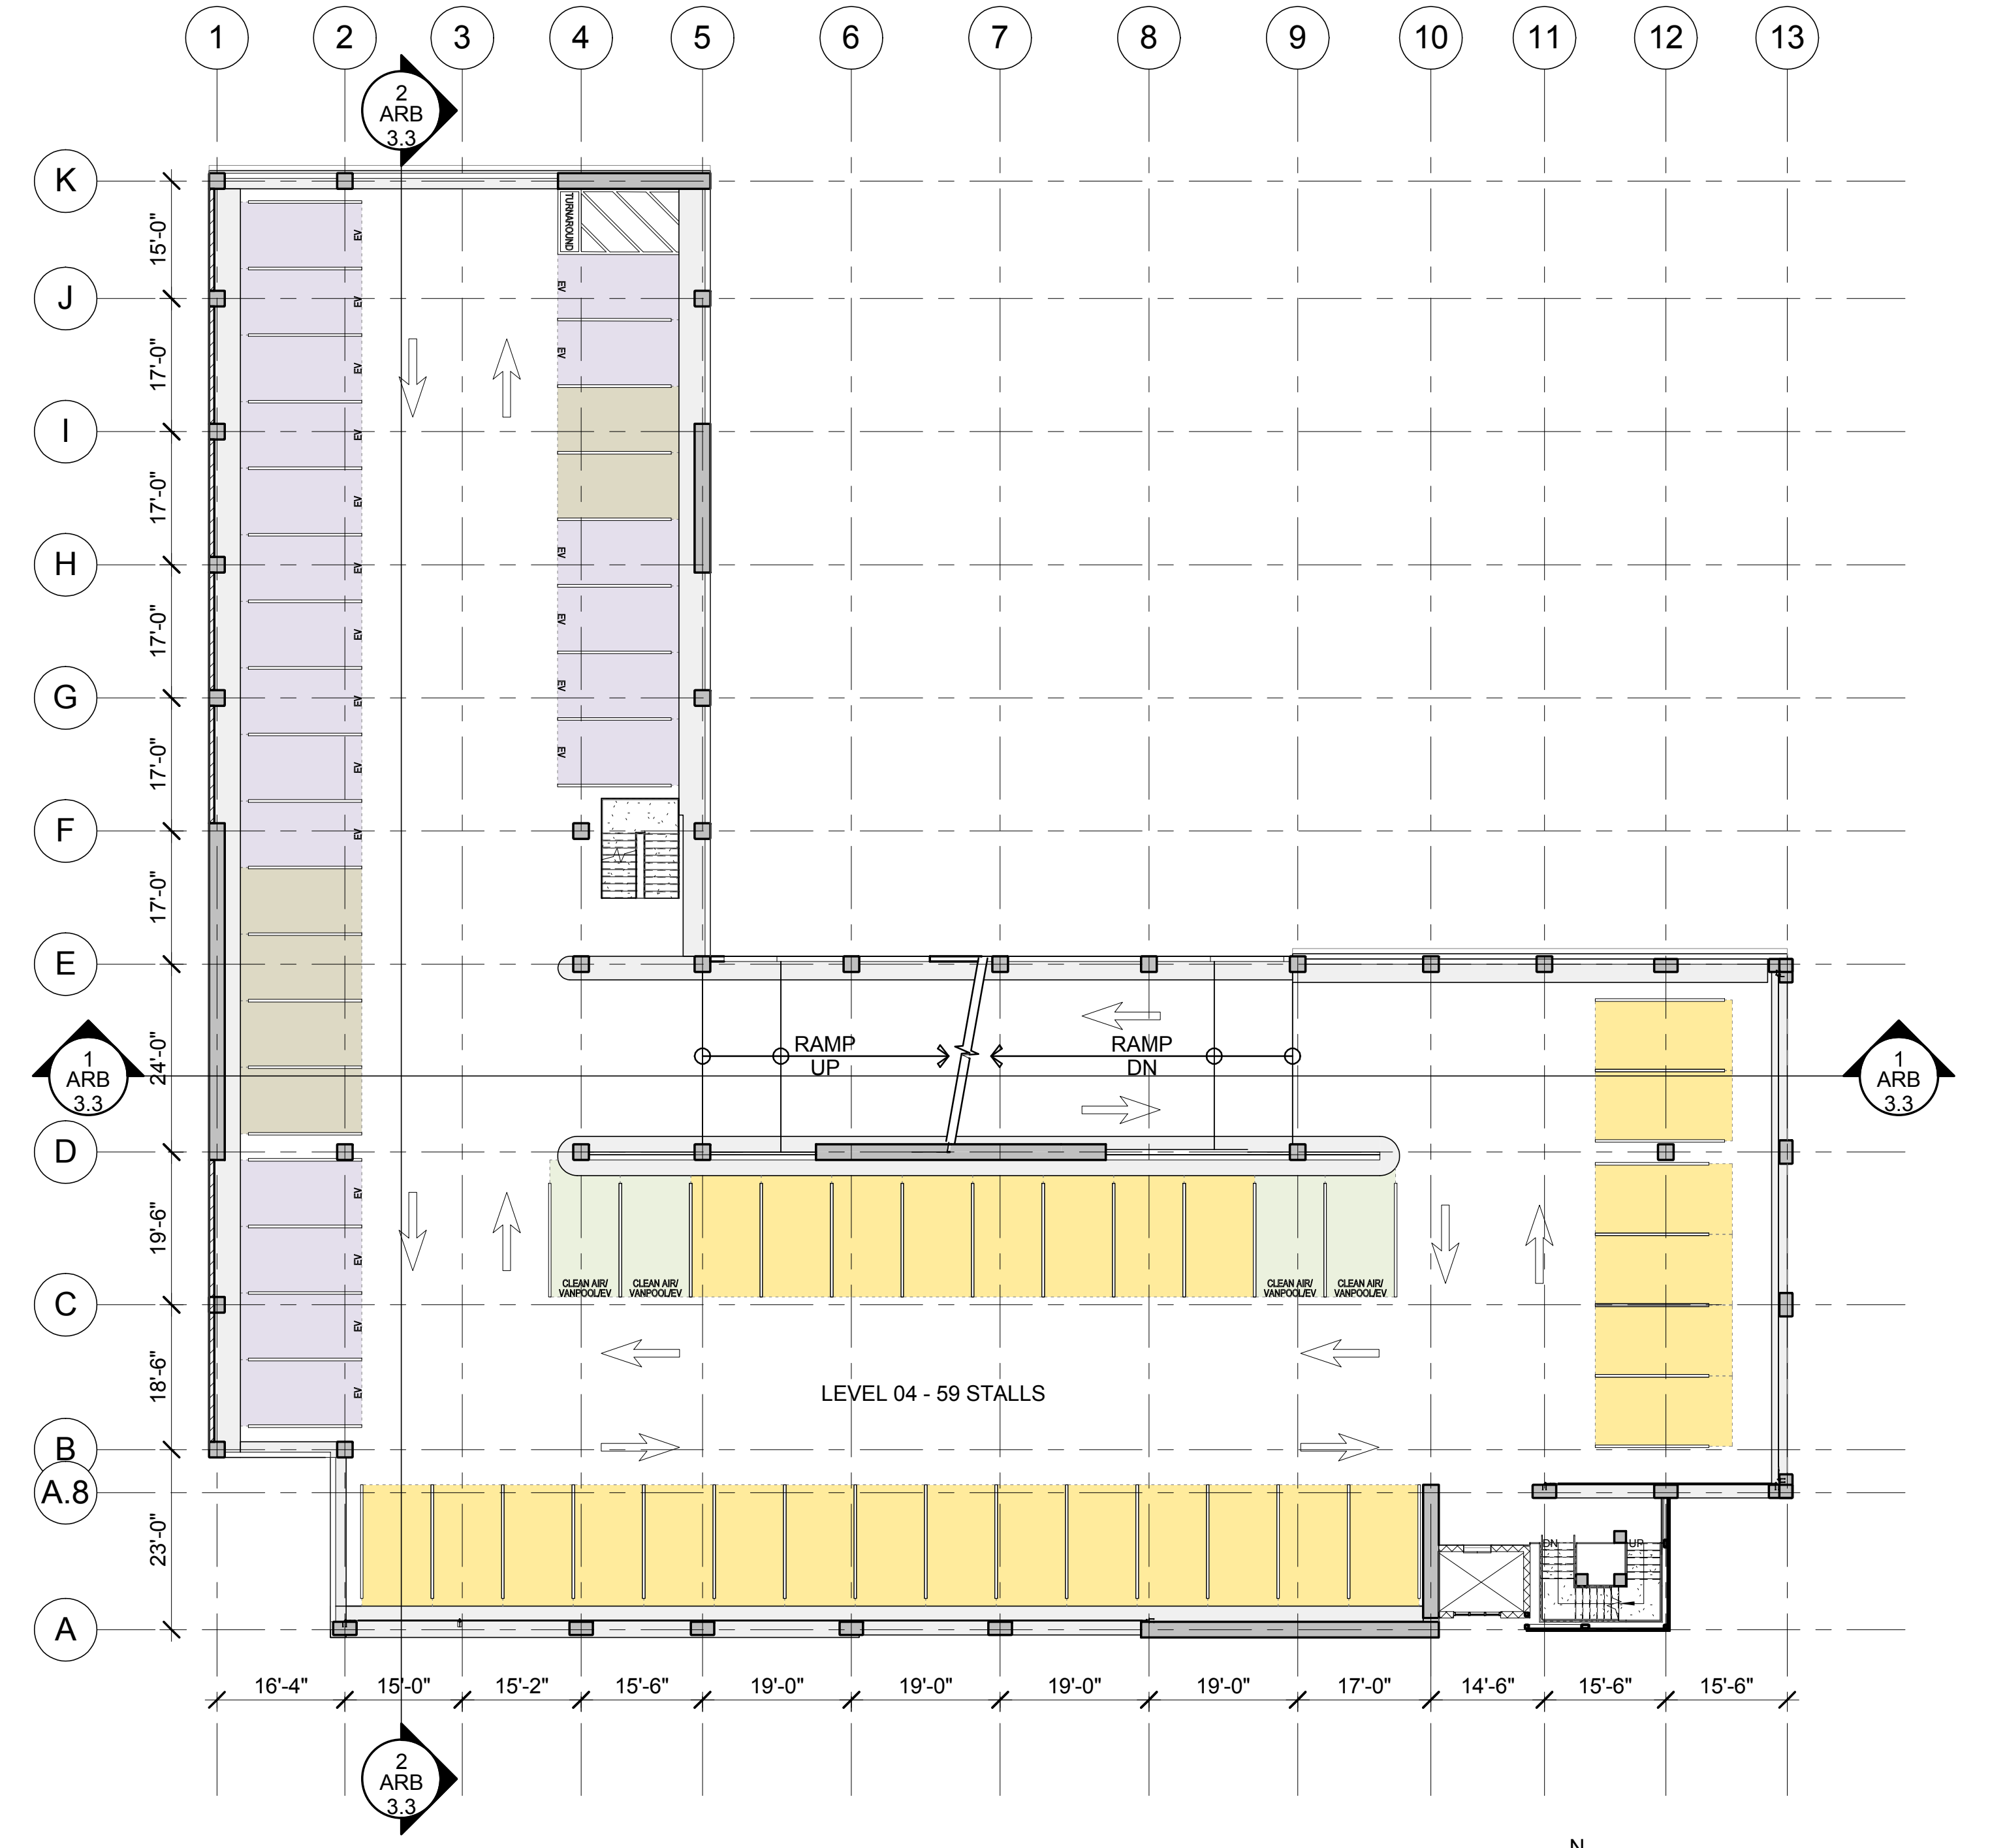 1 2 3 4 5 6 7 8 9 10 11 12 13
2
ARB
3.3
K
15'-0"
TURNAROUND
EV
EV
J
EV
EV
17'-0"
EV
EV
I
EV
17'-0"
EV
EV
H
EV
17'-0"
EV
EV
G
EV
EV
17'-0"
EV
EV
F
EV
17'-0"
E
24'-0"
RAMP
UP
RAMP
DN
1
ARB
3.3
1
ARB
3.3
D
EV
19'-6"
EV
CLEAN AIR/
VANPOOL/EV
CLEAN AIR/
VANPOOL/EV
CLEAN AIR/
VANPOOL/EV
CLEAN AIR/
VANPOOL/EV
C
EV
18'-6"
EV
LEVEL 04 - 59 STALLS
B
A.8
23'-0"
DN
UP
A
16'-4" 15'-0" 15'-2" 15'-6" 19'-0" 19'-0" 19'-0" 19'-0" 17'-0" 14'-6" 15'-6" 15'-6"
2
ARB
3.3
N